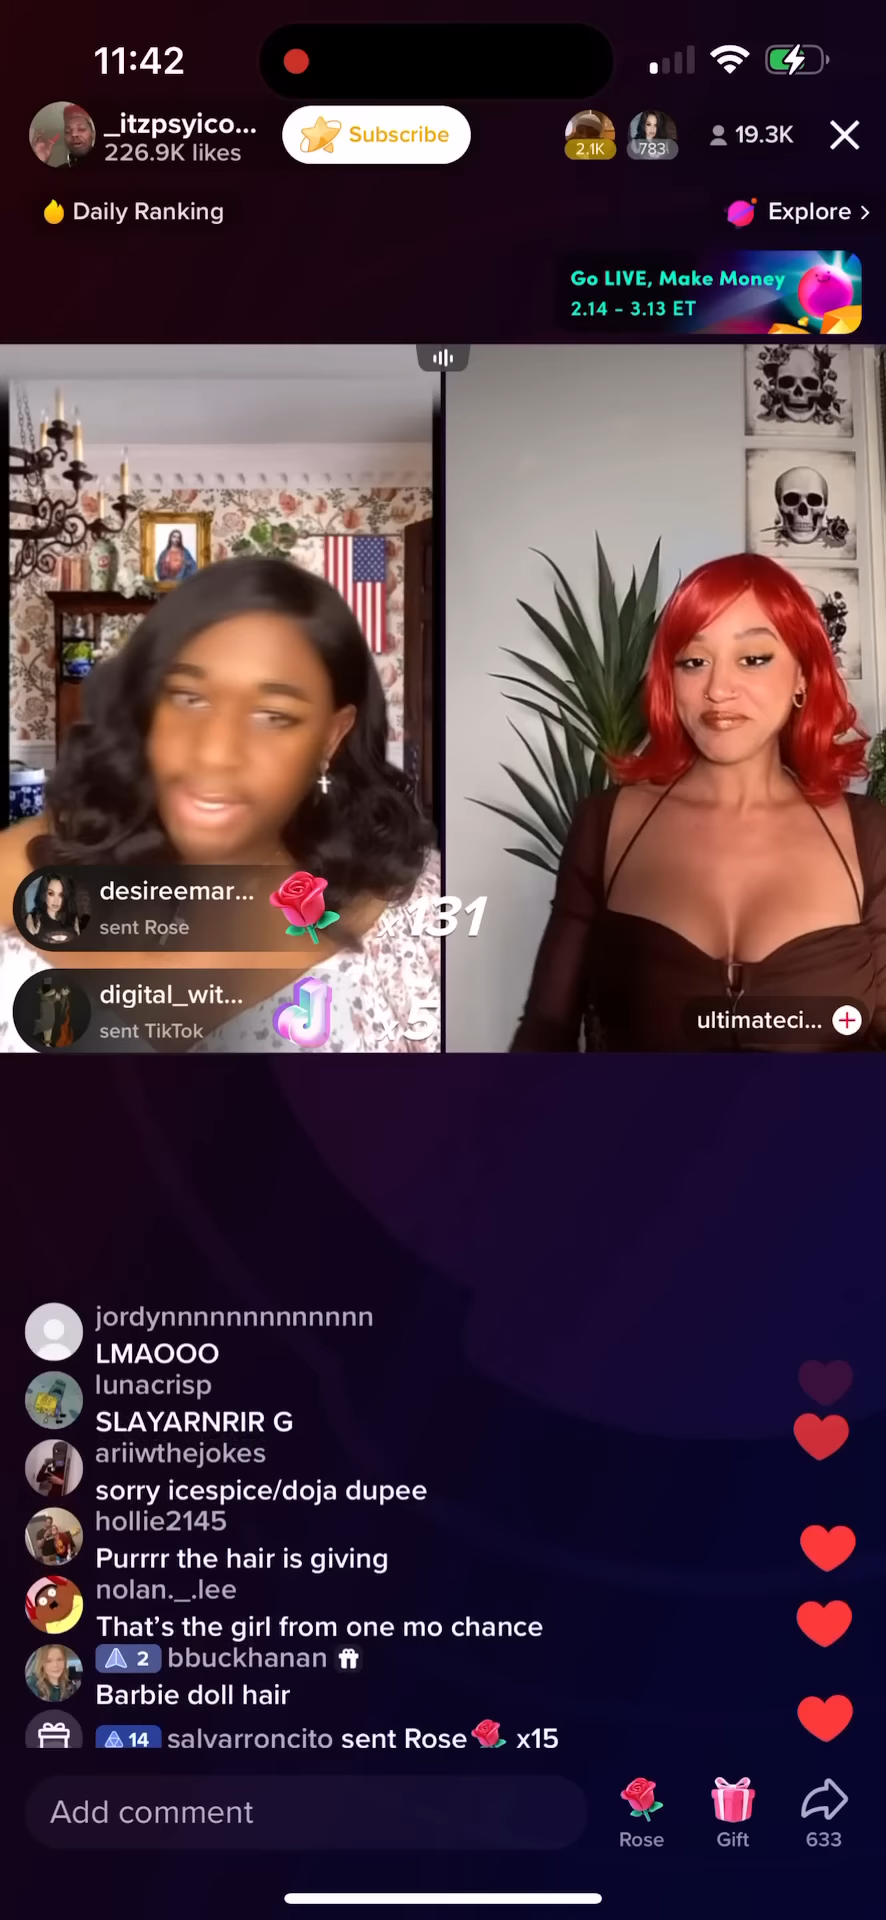 11:42
_itzpsyico...
226.9K likes
Subscribe
2.1K
783
19.3K
Daily Ranking
Explore >
Go LIVE, Make Money
2.14 - 3.13 ET
desireemar...
sent Rose
x131
digital_wit...
sent TikTok
x5
ultimateci...
jordynnnnnnnnnnnnn
LMAOOO
lunacrisp
SLAYARNRIR G
ariiwthejokes
sorry icespice/doja dupee
hollie2145
Purrrr the hair is giving
nolan._.lee
That's the girl from one mo chance
2 bbuckhanan
Barbie doll hair
14 salvarroncito sent Rose x15
Add comment
Rose
Gift
633